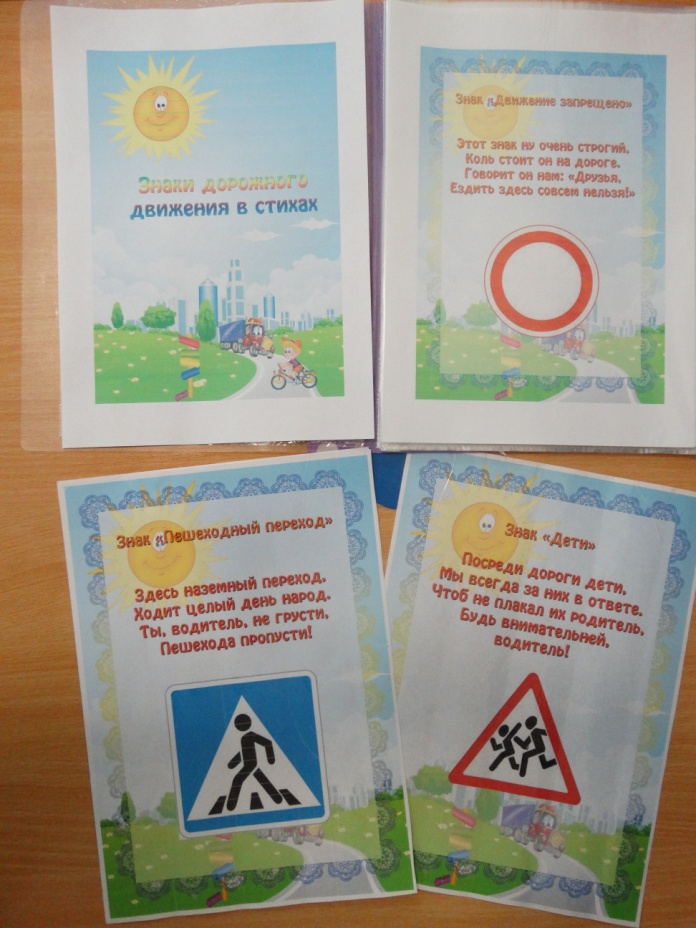 Знаки дорожного
движения в стихах
Знак «Движение запрещено»
Этот знак ну очень строгий,
Коль стоит он на дороге.
Говорит он нам: «Друзья,
Ездить здесь совсем нельзя!»
Знак «Пешеходный переход»
Здесь наземный переход,
Ходит целый день народ.
Ты, водитель, не грусти,
Пешехода пропусти!
Знак «Дети»
Посреди дороги дети,
Мы всегда за них в ответе.
Чтоб не плакал их родитель,
Будь внимательней,
водитель!